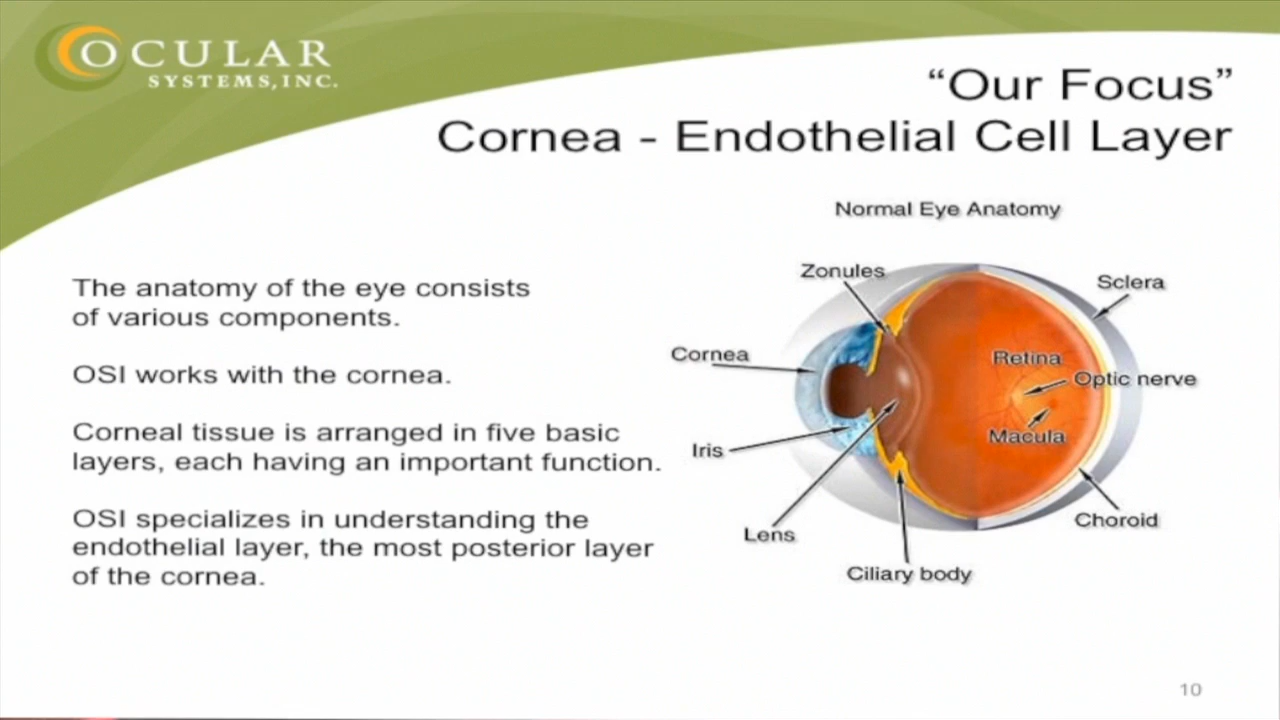 OCULAR
SYSTEMS, INC.
“Our Focus”
Cornea - Endothelial Cell Layer
The anatomy of the eye consists
of various components.
OSI works with the cornea.
Corneal tissue is arranged in five basic
layers, each having an important function.
OSI specializes in understanding the
endothelial layer, the most posterior layer
of the cornea.
Normal Eye Anatomy
Zonules
Sclera
Cornea
Retina
Optic nerve
Macula
Iris
Lens
Choroid
Ciliary body
10